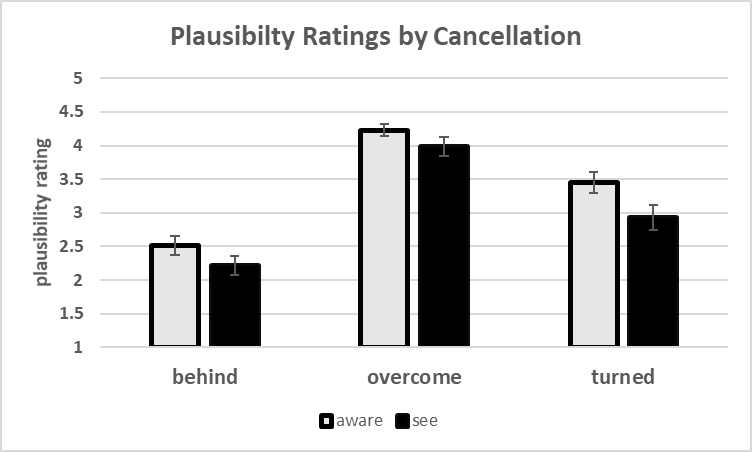 Plausibilty Ratings by Cancellation
plausibility rating
5
4.5
4
3.5
3
2.5
2
1.5
1
behind overcome turned
aware see